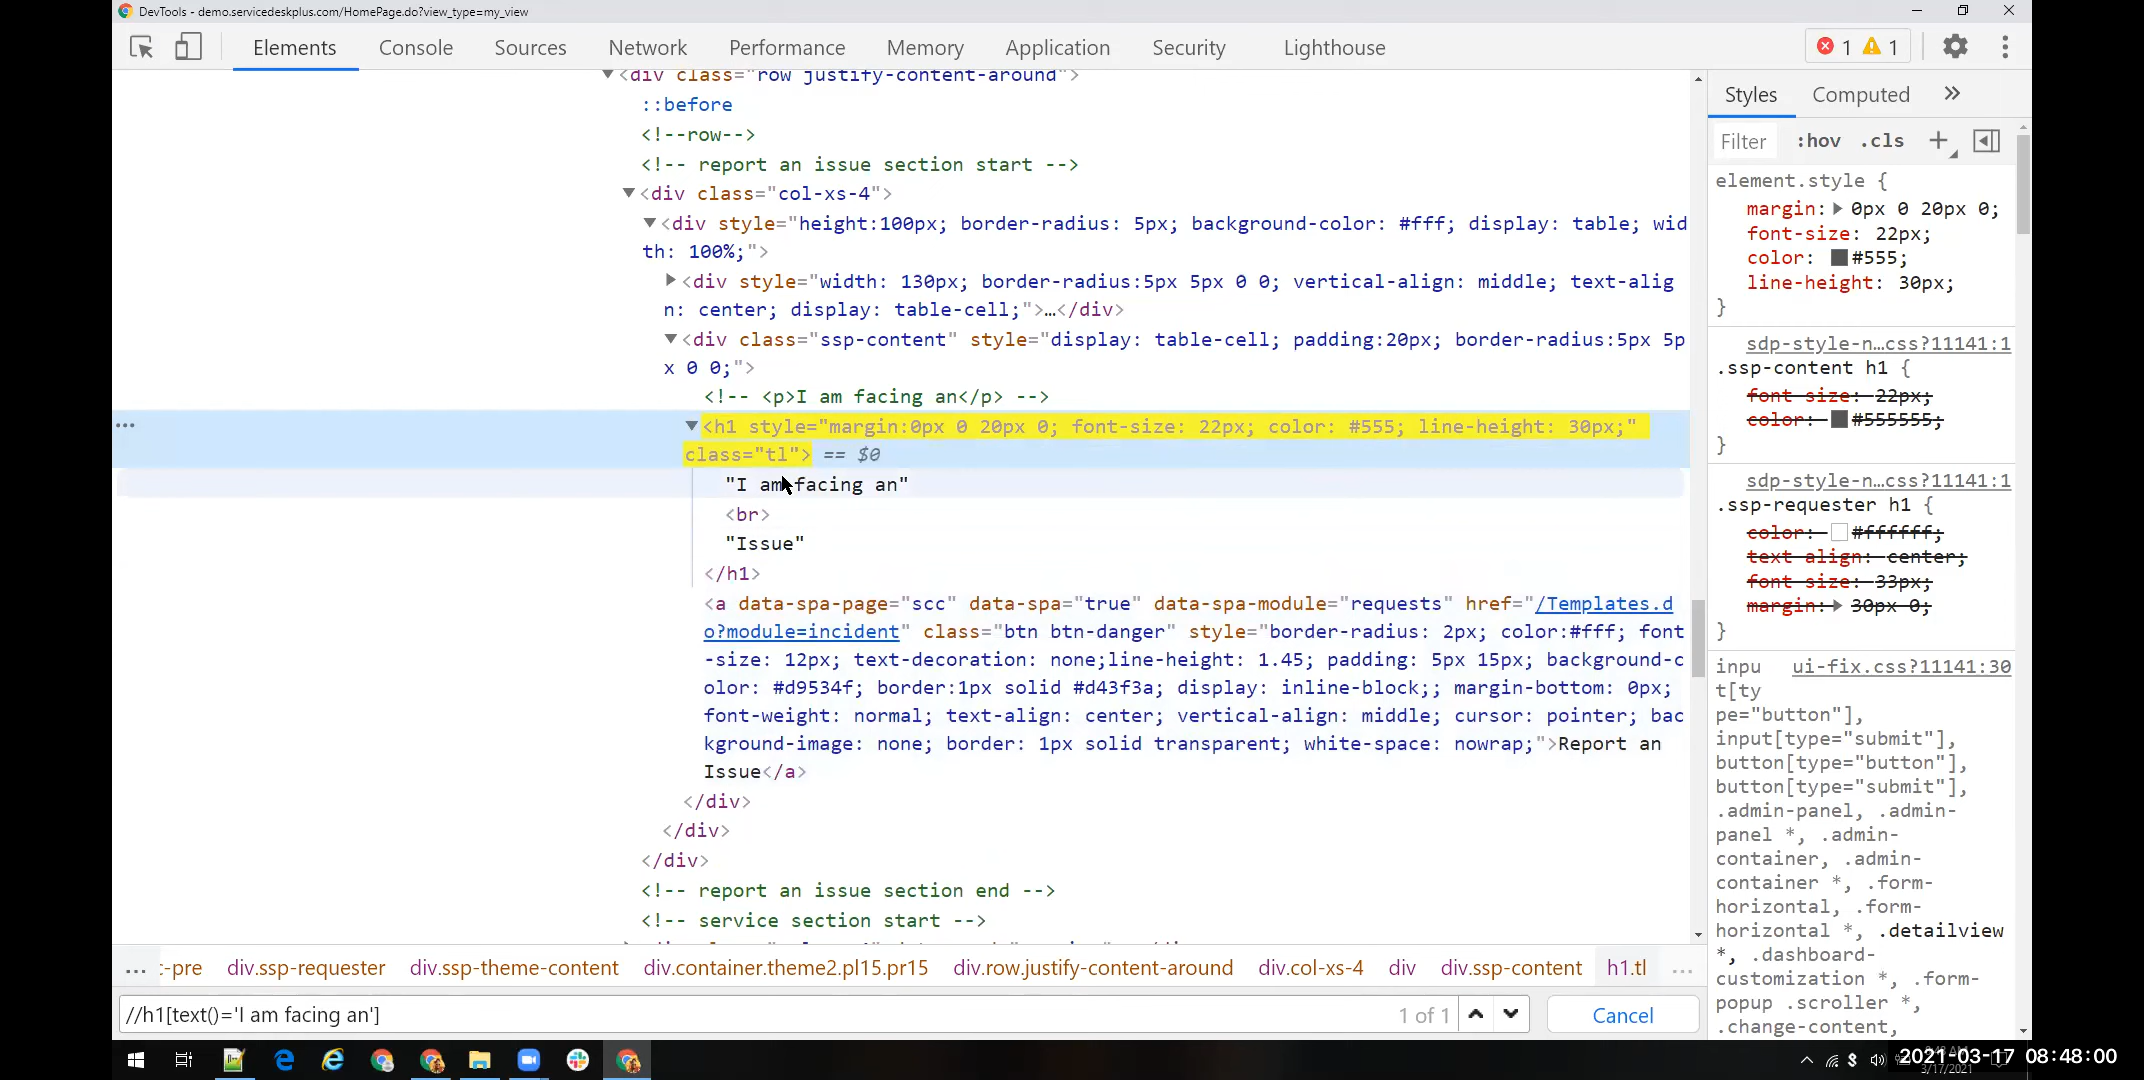 DevTools - demo.servicedeskplus.com/HomePage.do?view_type=my_view
Elements Console Sources Network Performance Memory Application Security Lighthouse 1 1
<div class="row justify-content-around">
::before
<!--row-->
<!-- report an issue section start -->
<div class="col-xs-4">
<div style="height:100px; border-radius: 5px; background-color: #fff; display: table; wid
th: 100%;">
<div style="width: 130px; border-radius:5px 5px 0 0; vertical-align: middle; text-alig
n: center; display: table-cell;">…</div>
<div class="ssp-content" style="display: table-cell; padding:20px; border-radius:5px 5p
x 0 0;">
<!-- <p>I am facing an</p> -->
<h1 style="margin:0px 0 20px 0; font-size: 22px; color: #555; line-height: 30px;"
class="tl"> == $0
"I am facing an"
<br>
"Issue"
</h1>
<a data-spa-page="scc" data-spa="true" data-spa-module="requests" href="/Templates.d
o?module=incident" class="btn btn-danger" style="border-radius: 2px; color:#fff; font
-size: 12px; text-decoration: none;line-height: 1.45; padding: 5px 15px; background-c
olor: #d9534f; border:1px solid #d43f3a; display: inline-block;; margin-bottom: 0px;
font-weight: normal; text-align: center; vertical-align: middle; cursor: pointer; bac
kground-image: none; border: 1px solid transparent; white-space: nowrap;">Report an
Issue</a>
</div>
</div>
</div>
<!-- report an issue section end -->
<!-- service section start -->
... c-pre div.ssp-requester div.ssp-theme-content div.container.theme2.pl15.pr15 div.row.justify-content-around div.col-xs-4 div div.ssp-content h1.tl ...
//h1[text()='I am facing an'] 1 of 1 Cancel
Styles Computed »
Filter :hov .cls +
element.style {
margin: 0px 0 20px 0;
font-size: 22px;
color: #555;
line-height: 30px;
}
sdp-style-n…css?11141:1
.ssp-content h1 {
font-size: 22px;
color: #555555;
}
sdp-style-n…css?11141:1
.ssp-requester h1 {
color: #ffffff;
text-align: center;
font-size: 33px;
margin: 30px 0;
}
inpu ui-fix.css?11141:30
t[ty
pe="button"],
input[type="submit"],
button[type="button"],
button[type="submit"],
.admin-panel, .admin-
panel *, .admin-
container, .admin-
container *, .form-
horizontal, .form-
horizontal *, .detailview
*, .dashboard-
customization *, .form-
popup .scroller *,
.change-content,
2021-03-17 08:48:00
3/17/2021